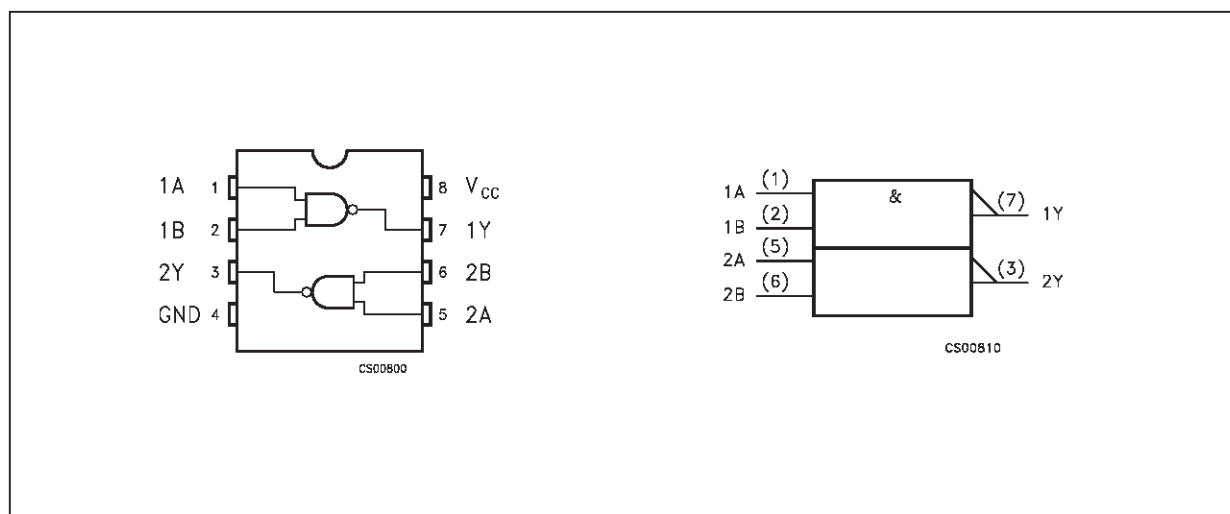 1A 1 8 VCC
1B 2 7 1Y
2Y 3 6 2B
GND 4 5 2A
CS00800
&
1A (1) (7) 1Y
1B (2)
2A (5) (3) 2Y
2B (6)
CS00810